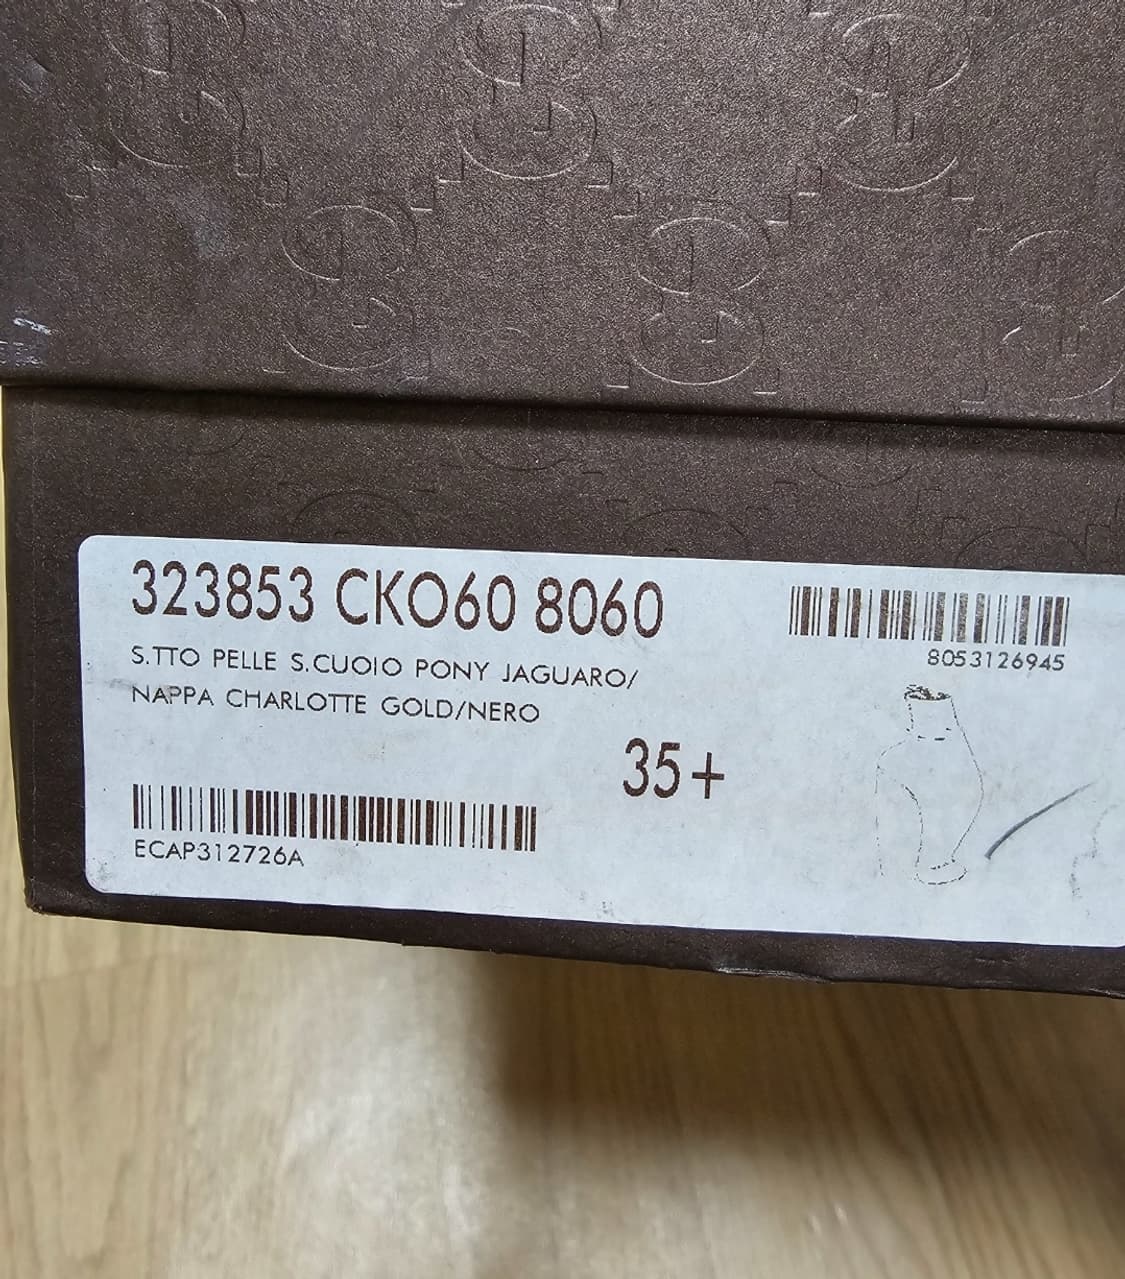 323853 CKO60 8060
8053126945
S.TTO PELLE S.CUOIO PONY JAGUARO/
NAPPA CHARLOTTE GOLD/NERO
35+
ECAP312726A